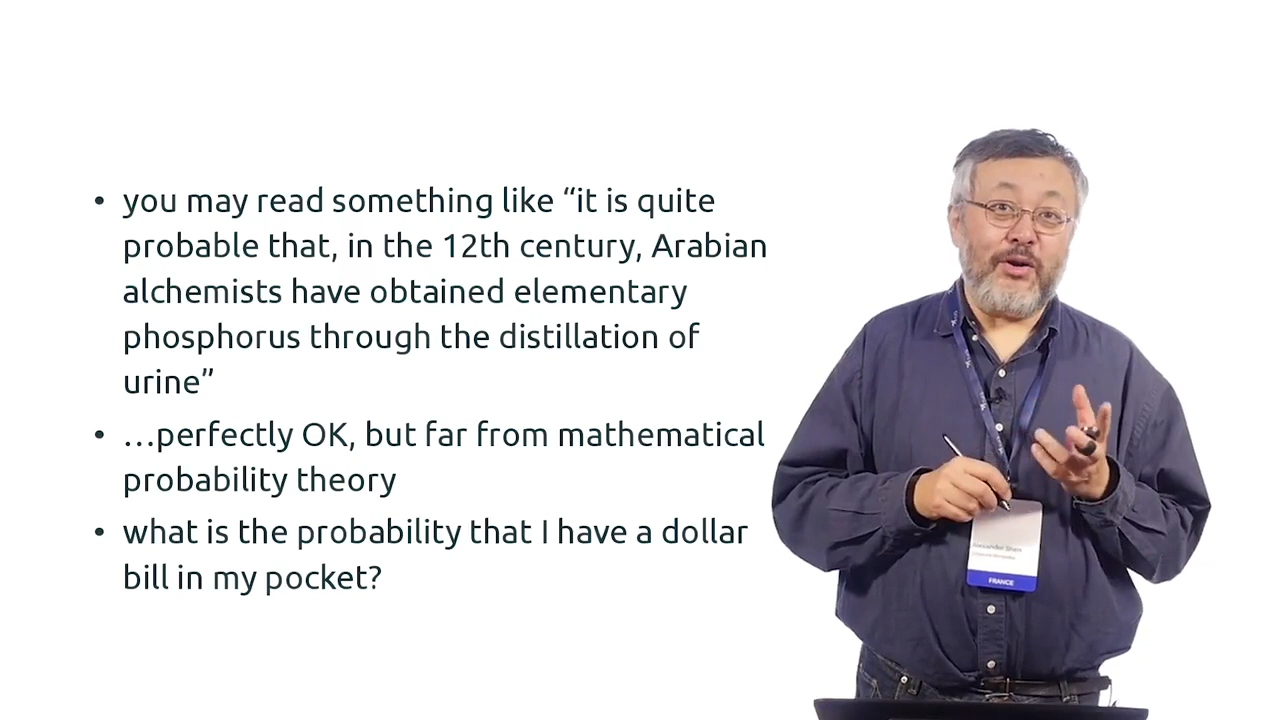 • you may read something like “it is quite
probable that, in the 12th century, Arabian
alchemists have obtained elementary
phosphorus through the distillation of
urine”
• …perfectly OK, but far from mathematical
probability theory
• what is the probability that I have a dollar
bill in my pocket?
Alexander Shen
FRANCE